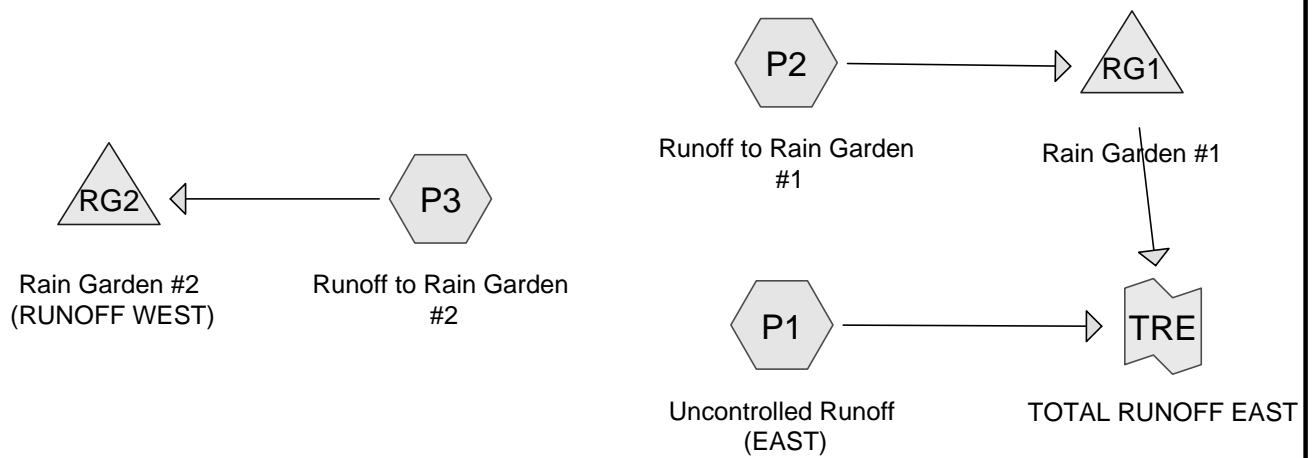 P2
RG1
Runoff to Rain Garden
#1
Rain Garden #1
RG2
P3
Rain Garden #2
(RUNOFF WEST)
Runoff to Rain Garden
#2
P1
TRE
Uncontrolled Runoff
(EAST)
TOTAL RUNOFF EAST